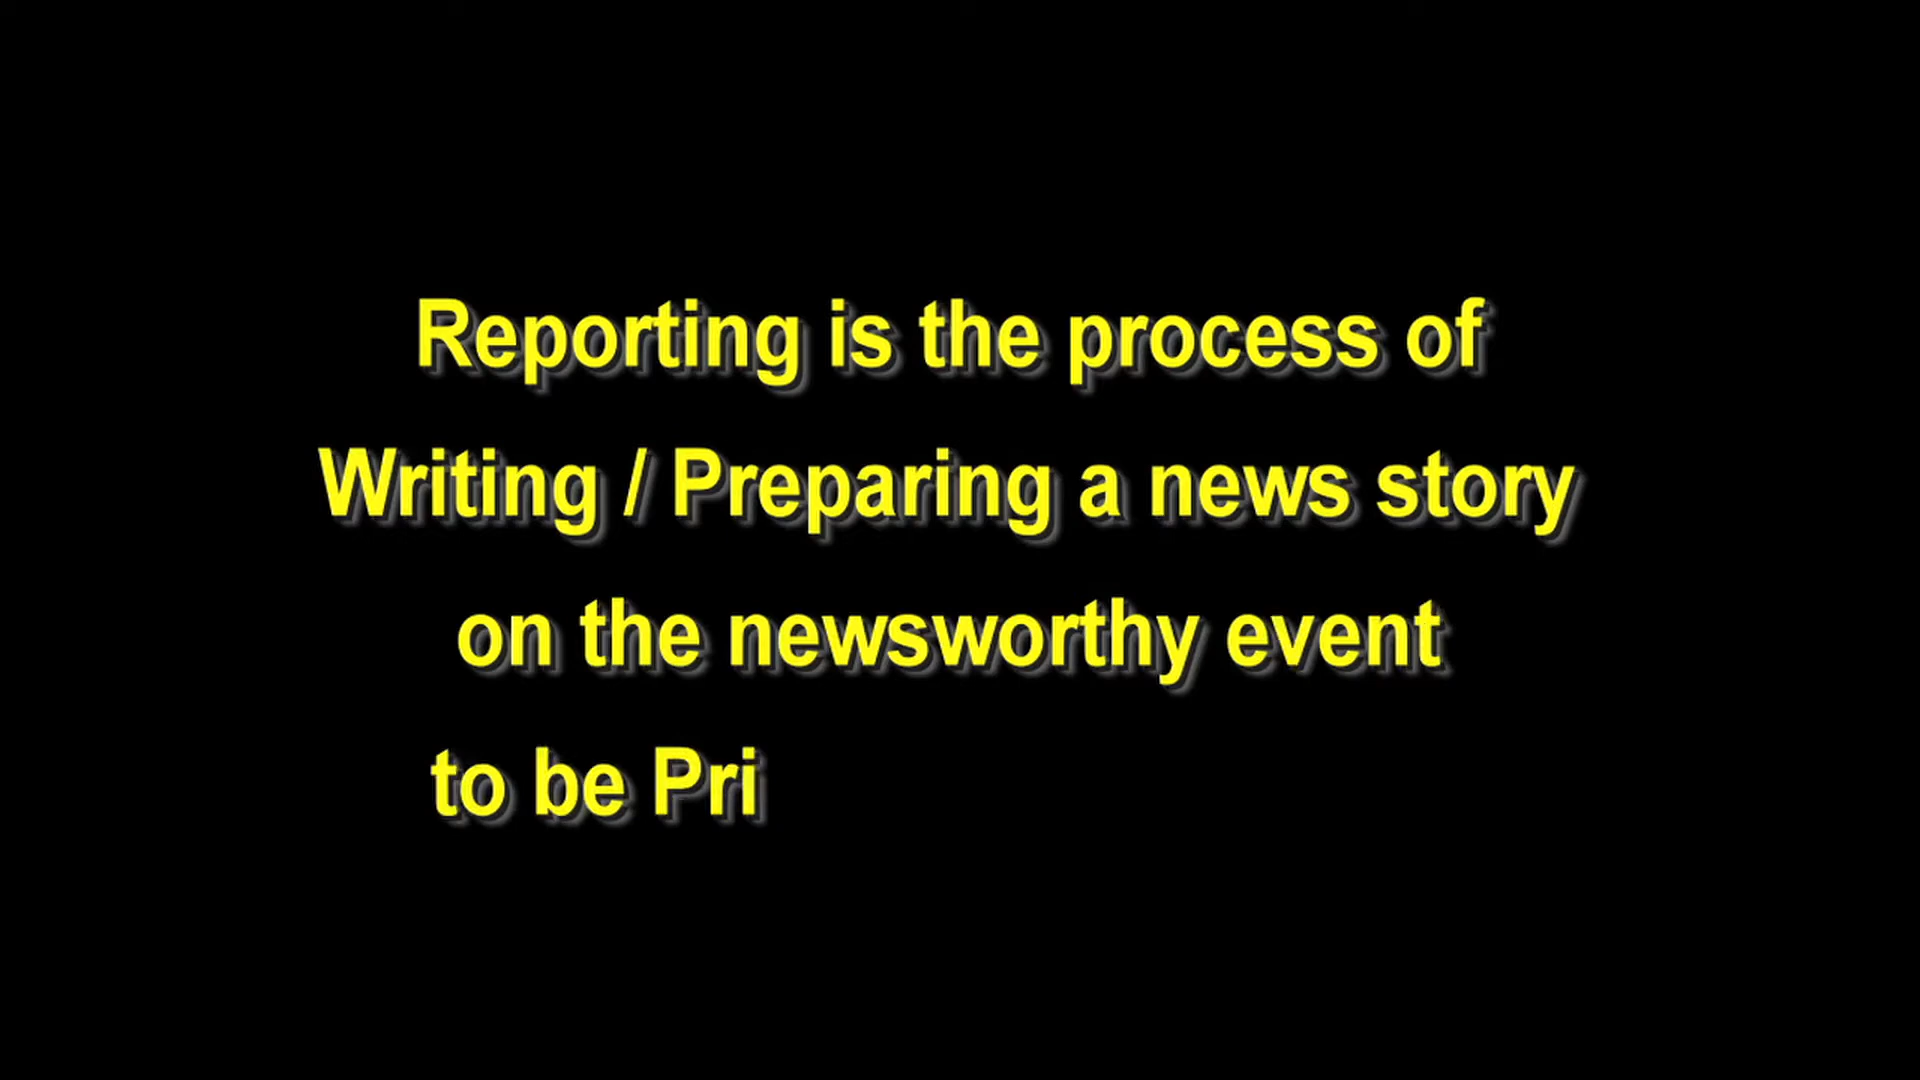 Reporting is the process of
Writing / Preparing a news story
on the newsworthy event
to be Pri